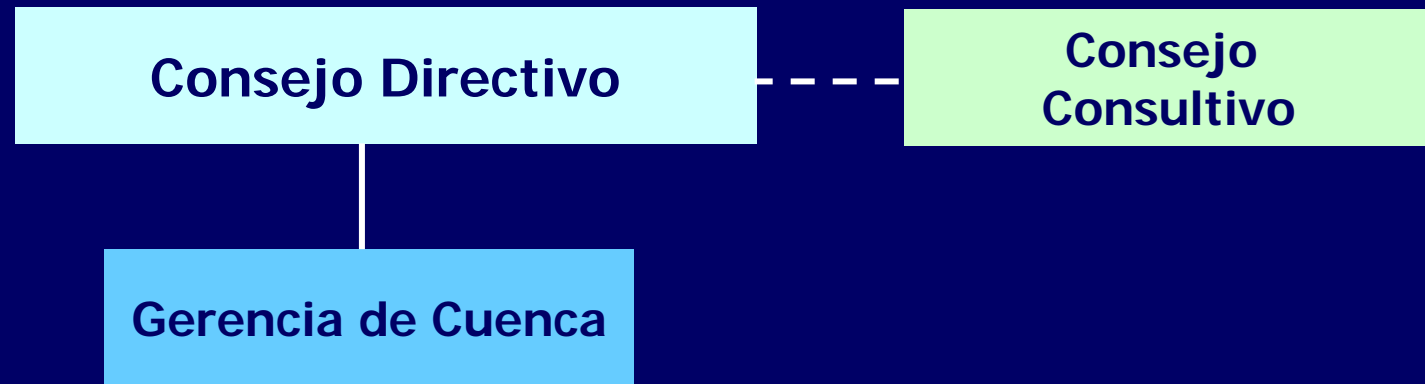 Consejo Directivo
Consejo
Consultivo
Gerencia de Cuenca